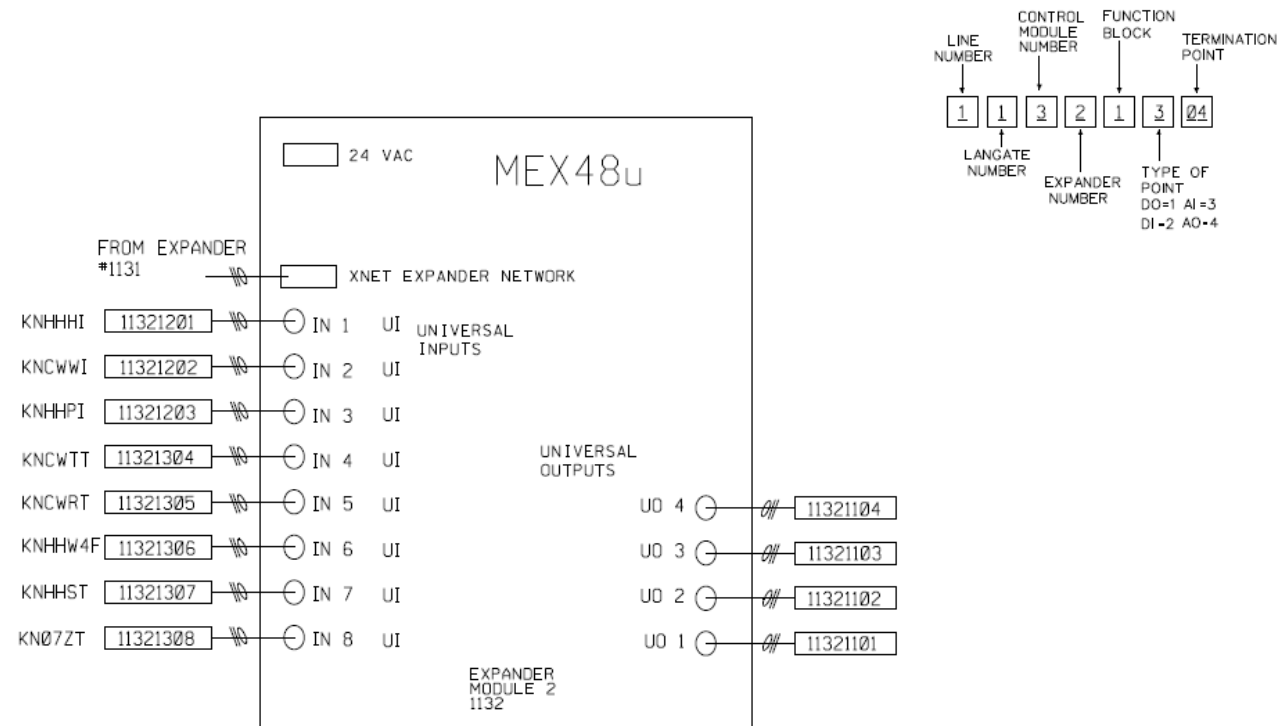 CONTROL MODULE NUMBER
FUNCTION BLOCK
LINE NUMBER
TERMINATION POINT
1 1 3 2 1 3 04
LANGATE NUMBER
EXPANDER NUMBER
TYPE OF POINT
DO=1 AI=3
DI=2 AO=4
24 VAC
MEX48u
FROM EXPANDER
#1131
XNET EXPANDER NETWORK
KNHHHI 11321201 IN 1 UI
UNIVERSAL
INPUTS
KNCWWI 11321202 IN 2 UI
KNHHPI 11321203 IN 3 UI
KNCWTT 11321304 IN 4 UI
UNIVERSAL
OUTPUTS
KNCWRT 11321305 IN 5 UI
UO 4 11321104
KNHHW4F 11321306 IN 6 UI
UO 3 11321103
KNHHST 11321307 IN 7 UI
UO 2 11321102
KN07ZT 11321308 IN 8 UI
UO 1 11321101
EXPANDER
MODULE 2
1132